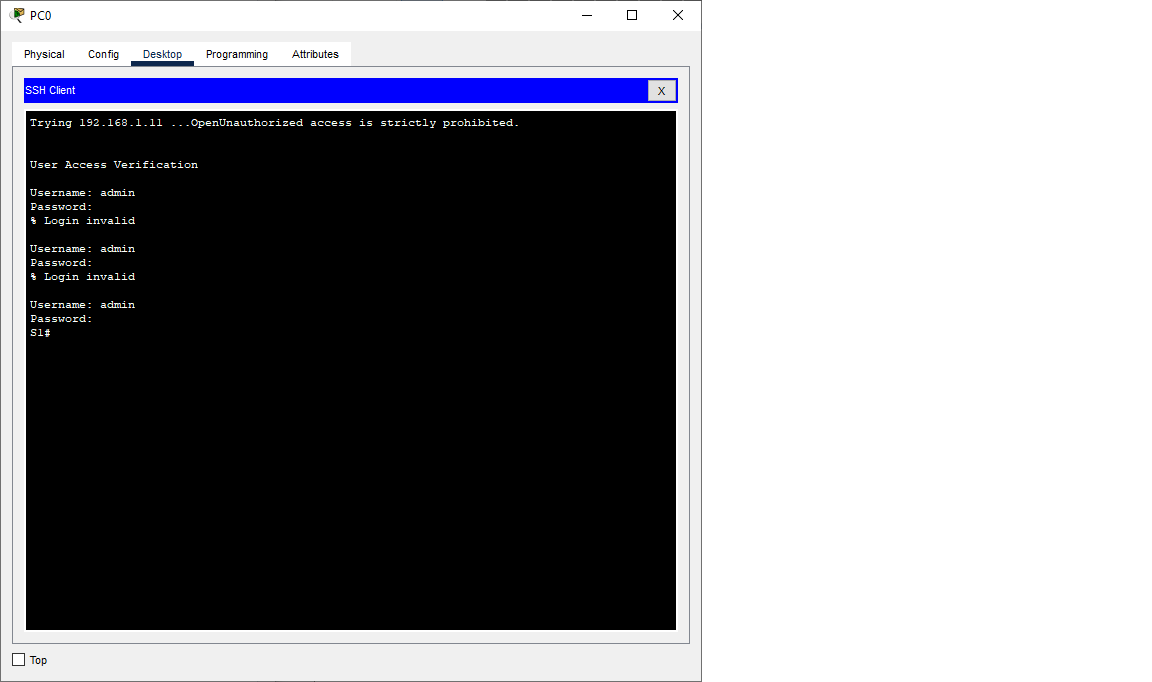 PC0
Physical Config Desktop Programming Attributes
SSH Client X
Trying 192.168.1.11 ...OpenUnauthorized access is strictly prohibited.
User Access Verification
Username: admin
Password:
% Login invalid
Username: admin
Password:
% Login invalid
Username: admin
Password:
S1#
Top